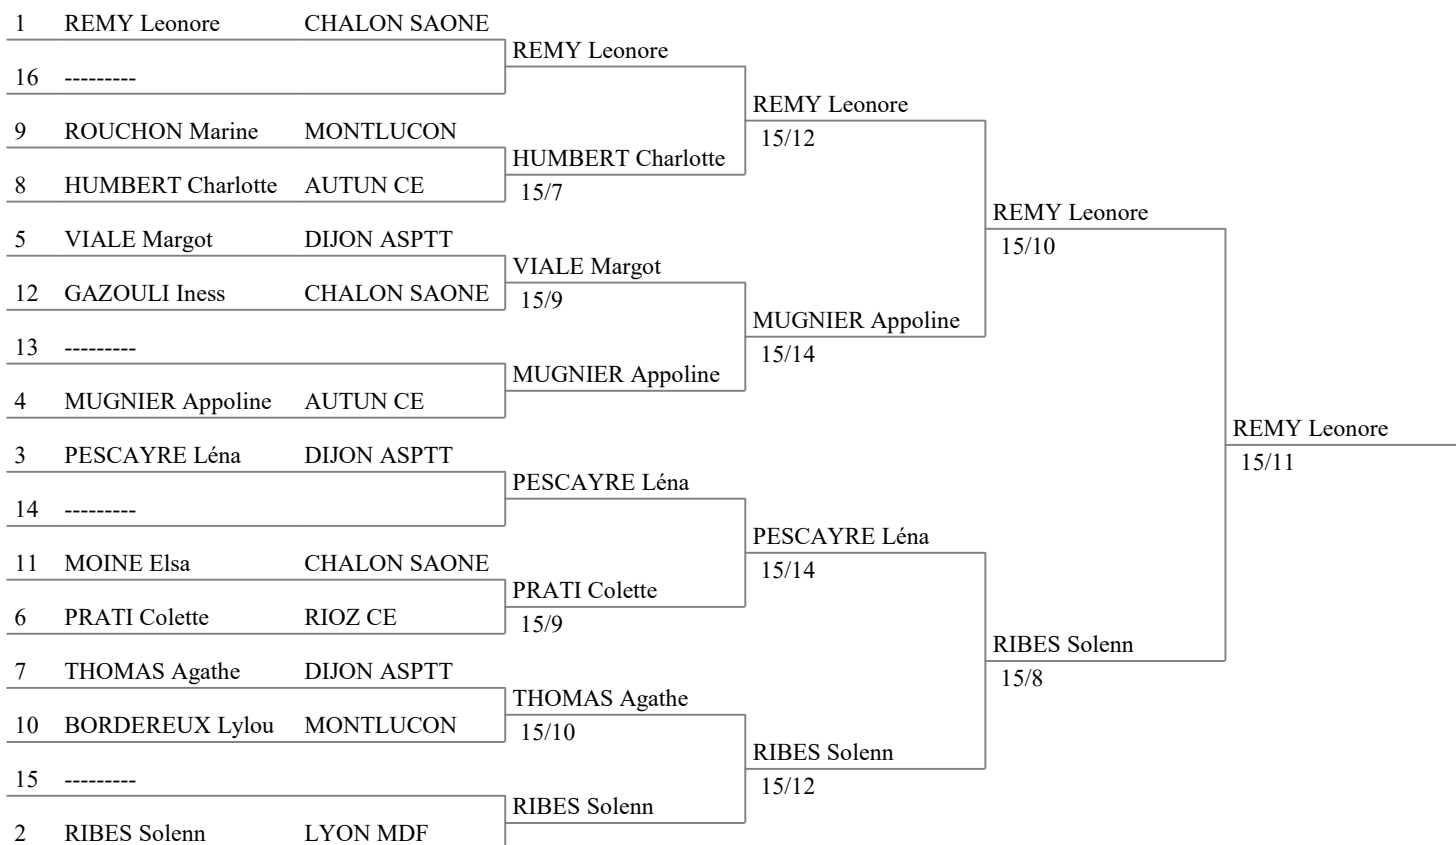 1 REMY Leonore CHALON SAONE
REMY Leonore
16 ---------
REMY Leonore
9 ROUCHON Marine MONTLUCON
15/12
HUMBERT Charlotte
8 HUMBERT Charlotte AUTUN CE
15/7
REMY Leonore
5 VIALE Margot DIJON ASPTT
15/10
VIALE Margot
12 GAZOULI Iness CHALON SAONE
15/9
MUGNIER Appoline
13 ---------
15/14
MUGNIER Appoline
4 MUGNIER Appoline AUTUN CE
REMY Leonore
3 PESCAYRE Léna DIJON ASPTT
15/11
PESCAYRE Léna
14 ---------
PESCAYRE Léna
11 MOINE Elsa CHALON SAONE
15/14
PRATI Colette
6 PRATI Colette RIOZ CE
15/9
RIBES Solenn
7 THOMAS Agathe DIJON ASPTT
15/8
THOMAS Agathe
10 BORDEREUX Lylou MONTLUCON
15/10
RIBES Solenn
15 ---------
15/12
RIBES Solenn
2 RIBES Solenn LYON MDF